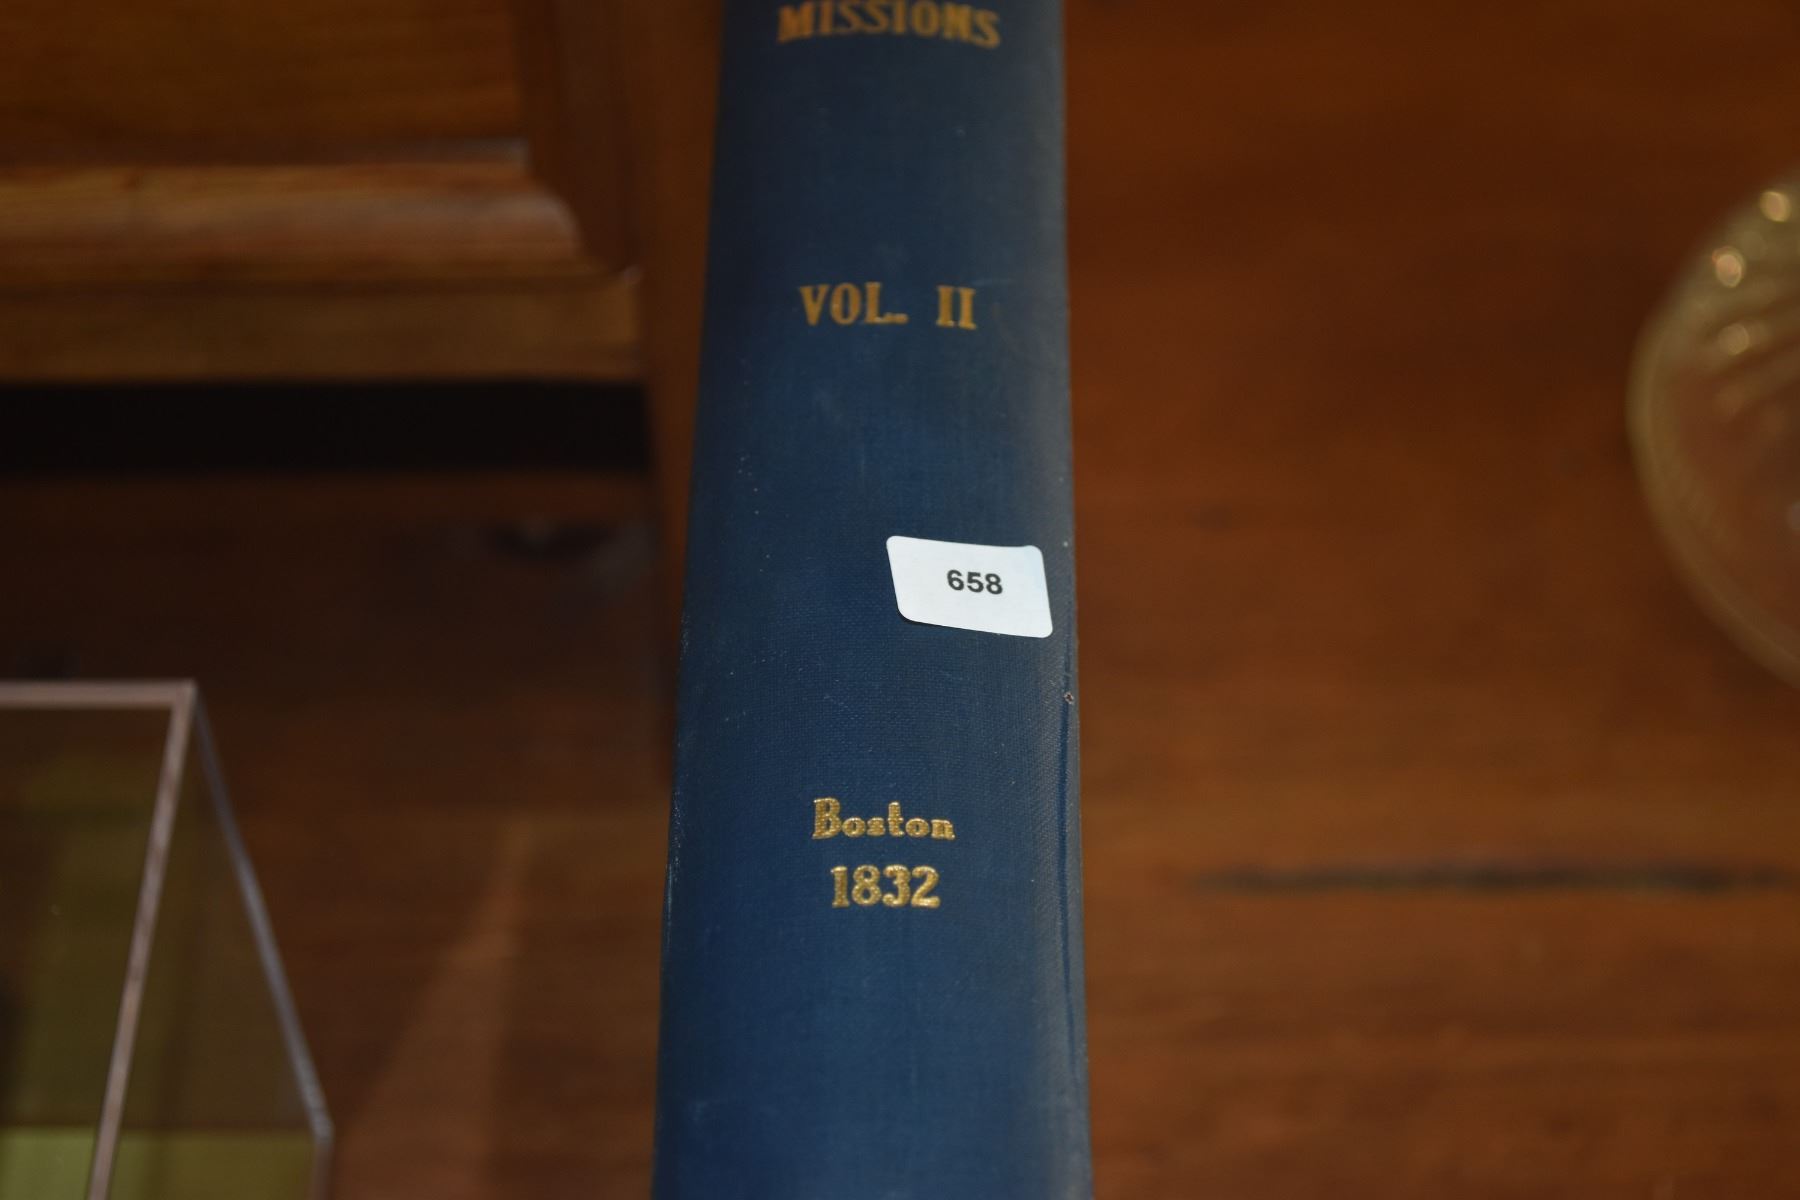 MISSIONS
VOL. II
658
Boston
1832